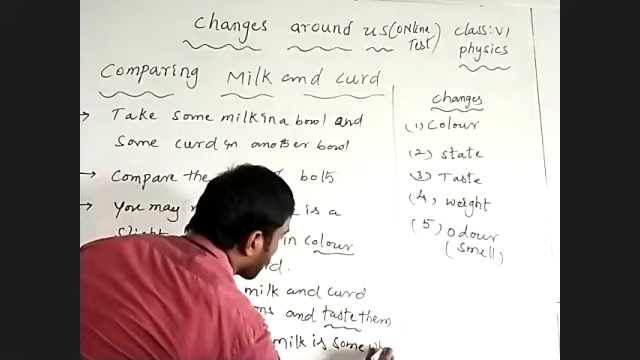 Changes around us (Online Test) class: VI
physics
Comparing Milk and curd
→ Take some milk in a bowl and
some curd in another bowl
→ Compare the both
→ You may is a
slight in colour
milk and curd
and taste them
milk is some
changes
(1) Colour
(2) state
(3) Taste
(4) weight
(5) Odour
(smell)